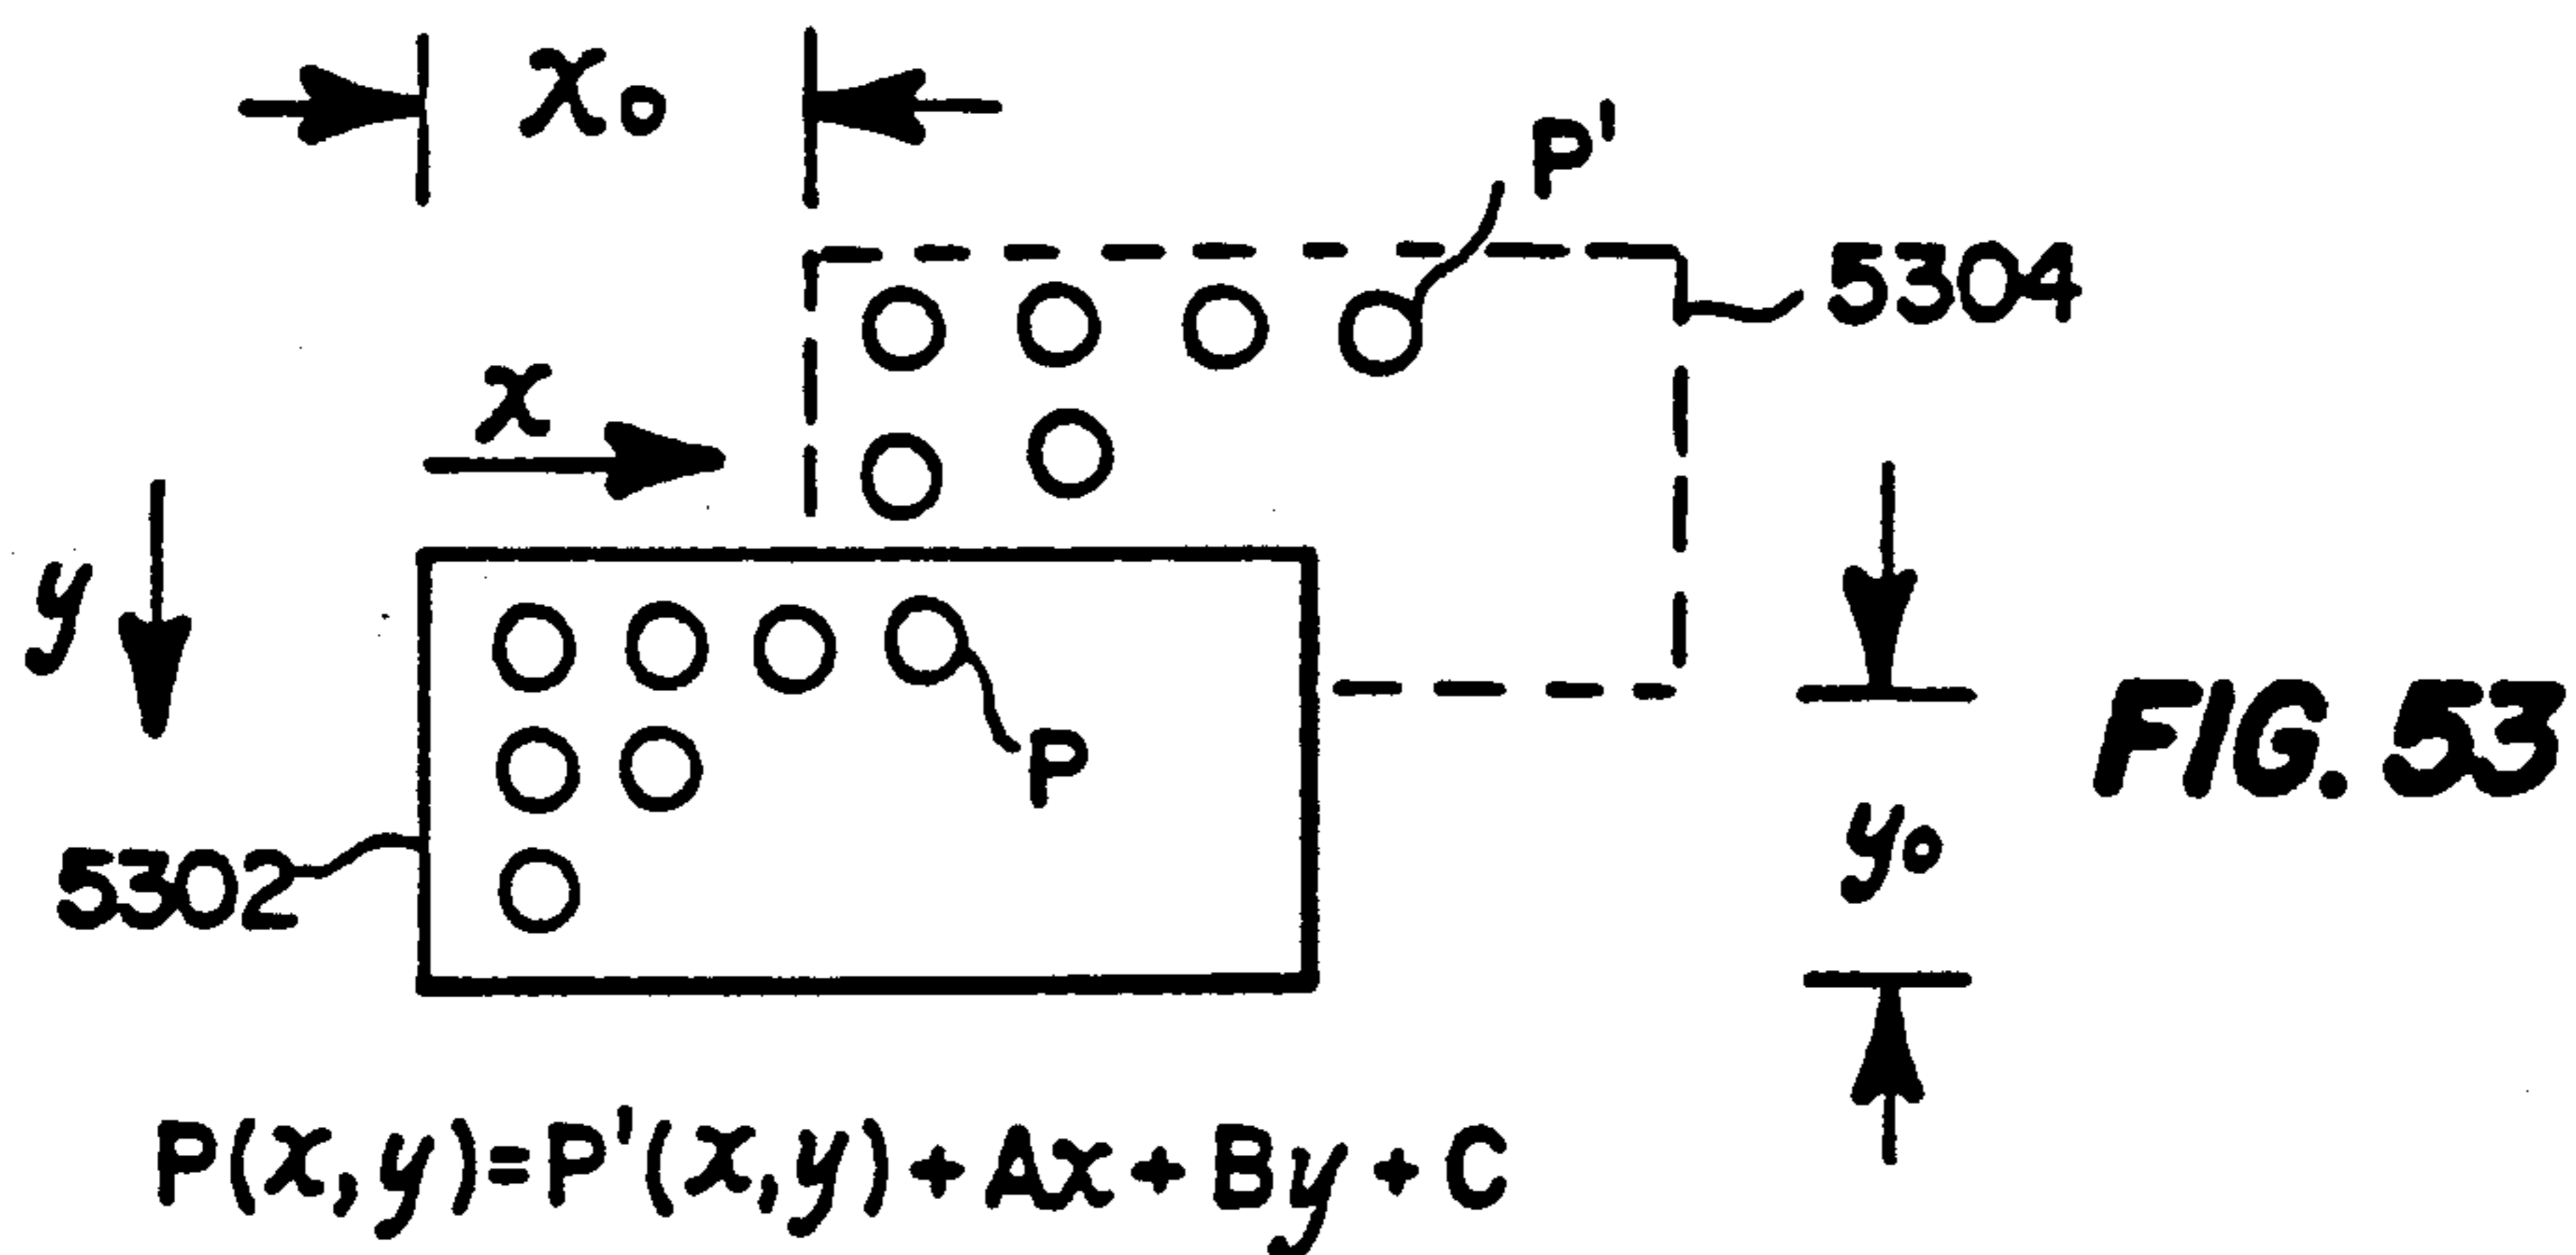 x₀
P'
5304
x
y
P
FIG. 53
y₀
5302
P(x,y)=P'(x,y)+Ax+By+C